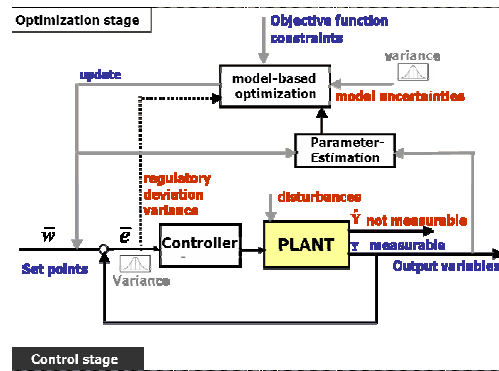 Optimization stage
Objective function
constraints
variance
update
model-based
optimization
model uncertainties
Parameter-
Estimation
regulatory
deviation
variance
disturbances
w̅
e̅
Controller
PLANT
Ŷ not measurable
Y measurable
Set points
Variance
Output variables
Control stage